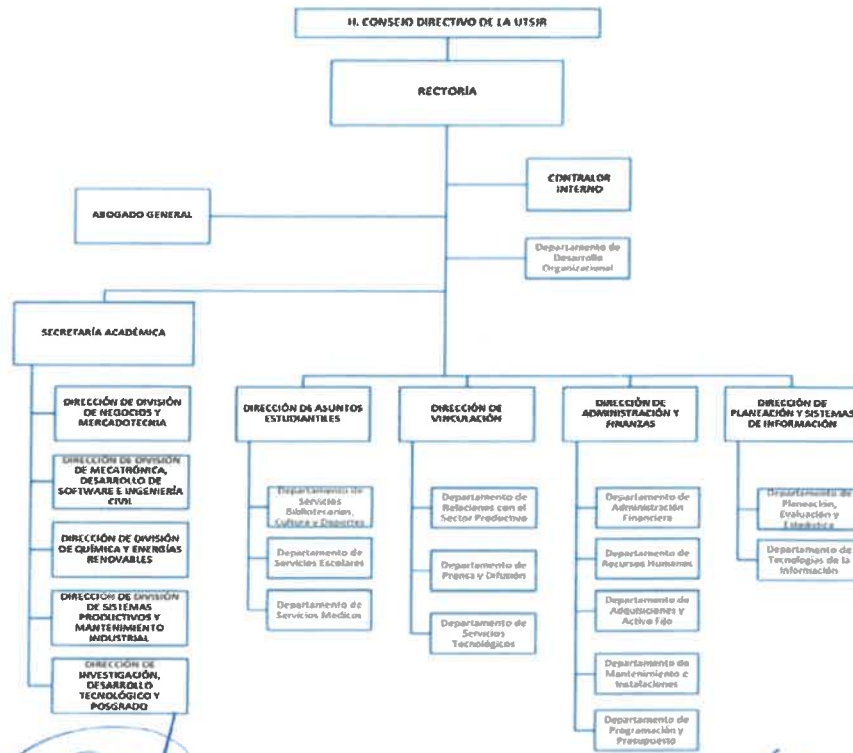 H. CONSEJO DIRECTIVO DE LA UTSJR
RECTORÍA
CONTRALOR
INTERNO
ABOGADO GENERAL
Departamento de
Desarrollo
Organizacional
SECRETARÍA ACADÉMICA
DIRECCIÓN DE DIVISIÓN
DE NEGOCIOS Y
MERCADOTECNIA
DIRECCIÓN DE DIVISIÓN
DE MECATRÓNICA,
DESARROLLO DE
SOFTWARE E INGENIERÍA
CIVIL
DIRECCIÓN DE DIVISIÓN
DE QUÍMICA Y ENERGÍAS
RENOVABLES
DIRECCIÓN DE DIVISIÓN
DE SISTEMAS
PRODUCTIVOS Y
MANTENIMIENTO
INDUSTRIAL
DIRECCIÓN DE
INVESTIGACIÓN,
DESARROLLO
TECNOLÓGICO Y
POSGRADO
DIRECCIÓN DE ASUNTOS
ESTUDIANTILES
Departamento de
Servicios
Bibliotecarios,
Cultura y Deportes
Departamento de
Servicios Escolares
Departamento de
Servicios Medicos
DIRECCIÓN DE
VINCULACIÓN
Departamento de
Relaciones con el
Sector Productivo
Departamento de
Prensa y Difusión
Departamento de
Servicios
Tecnológicos
DIRECCIÓN DE
ADMINISTRACIÓN Y
FINANZAS
Departamento de
Administración
Financiera
Departamento de
Recursos Humanos
Departamento de
Adquisiciones y
Activo Fijo
Departamento de
Mantenimiento e
Instalaciones
Departamento de
Programación y
Presupuesto
DIRECCIÓN DE
PLANEACIÓN Y SISTEMAS
DE INFORMACIÓN
Departamento de
Planeación,
Evaluación y
Estadística
Departamento de
Tecnologías de la
Información